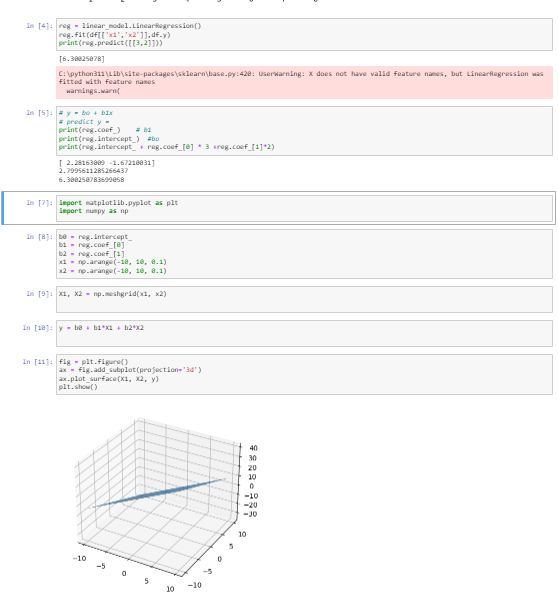 In [4]: reg = linear_model.LinearRegression()
reg.fit(df[['x1','x2']],df.y)
print(reg.predict([[3,2]]))
[6.30025078]
C:\python311\Lib\site-packages\sklearn\base.py:420: UserWarning: X does not have valid feature names, but LinearRegression was
fitted with feature names
warnings.warn(
In [5]: # y = bo + b1x
# predict y =
print(reg.coef_) # b1
print(reg.intercept_) #bo
print(reg.intercept_ + reg.coef_[0] * 3 +reg.coef_[1]*2)
[ 2.28163009 -1.67210031]
2.7995611285266437
6.300250783699058
In [7]: import matplotlib.pyplot as plt
import numpy as np
In [8]: b0 = reg.intercept_
b1 = reg.coef_[0]
b2 = reg.coef_[1]
x1 = np.arange(-10, 10, 0.1)
x2 = np.arange(-10, 10, 0.1)
In [9]: X1, X2 = np.meshgrid(x1, x2)
In [10]: y = b0 + b1*X1 + b2*X2
In [11]: fig = plt.figure()
ax = fig.add_subplot(projection='3d')
ax.plot_surface(X1, X2, y)
plt.show()
40
30
20
10
0
−10
−20
−30
10
5
0
−5
−10
−10
−5
0
5
10